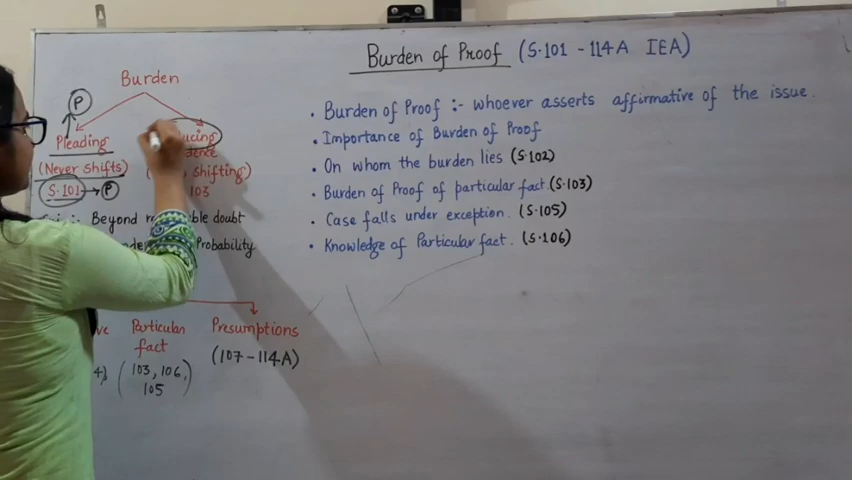 Burden of Proof (S.101 - 114A IEA)
Burden
P
Pleading
(Never Shifts)
Shifting)
S.101 → P
103
Beyond doubt
Probability
Particular
fact
(103, 106,
105)
Presumptions
(107-114A)
• Burden of Proof :- whoever asserts affirmative of the issue.
• Importance of Burden of Proof
• On whom the burden lies (S.102)
• Burden of Proof of particular fact.(S.103)
• Case falls under exception. (S.105)
• Knowledge of Particular fact. (S.106)